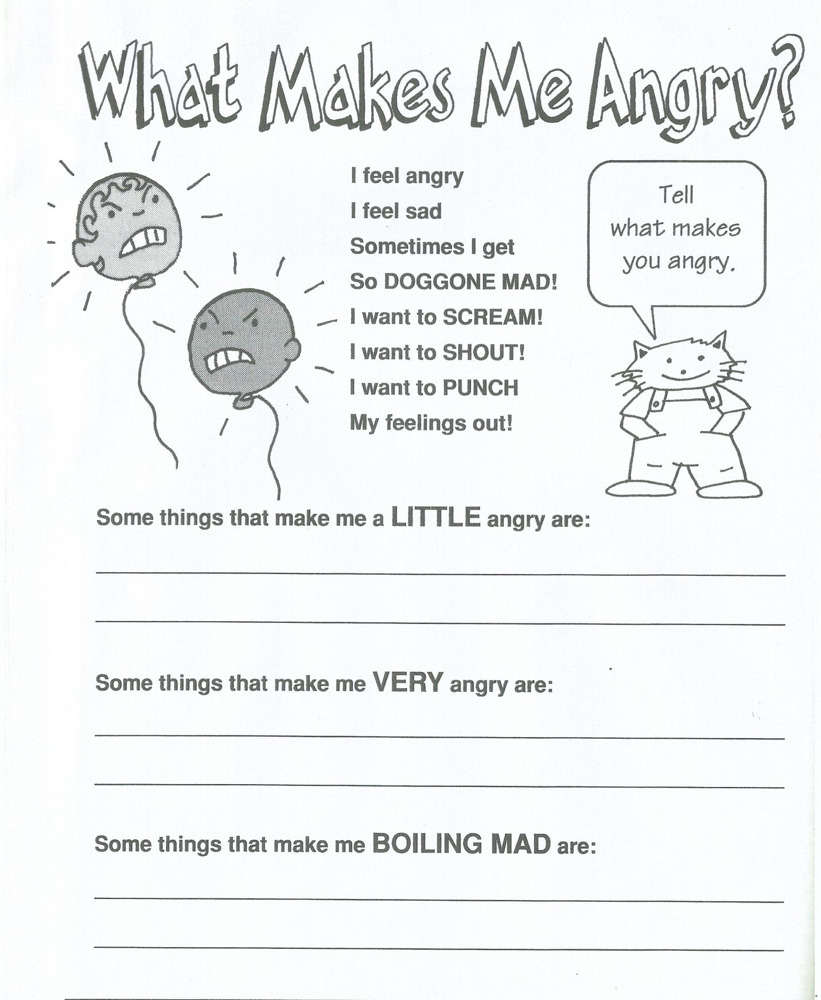 What Makes Me Angry?
I feel angry
I feel sad
Sometimes I get
So DOGGONE MAD!
I want to SCREAM!
I want to SHOUT!
I want to PUNCH
My feelings out!
Tell
what makes
you angry.
Some things that make me a LITTLE angry are:
Some things that make me VERY angry are:
Some things that make me BOILING MAD are: